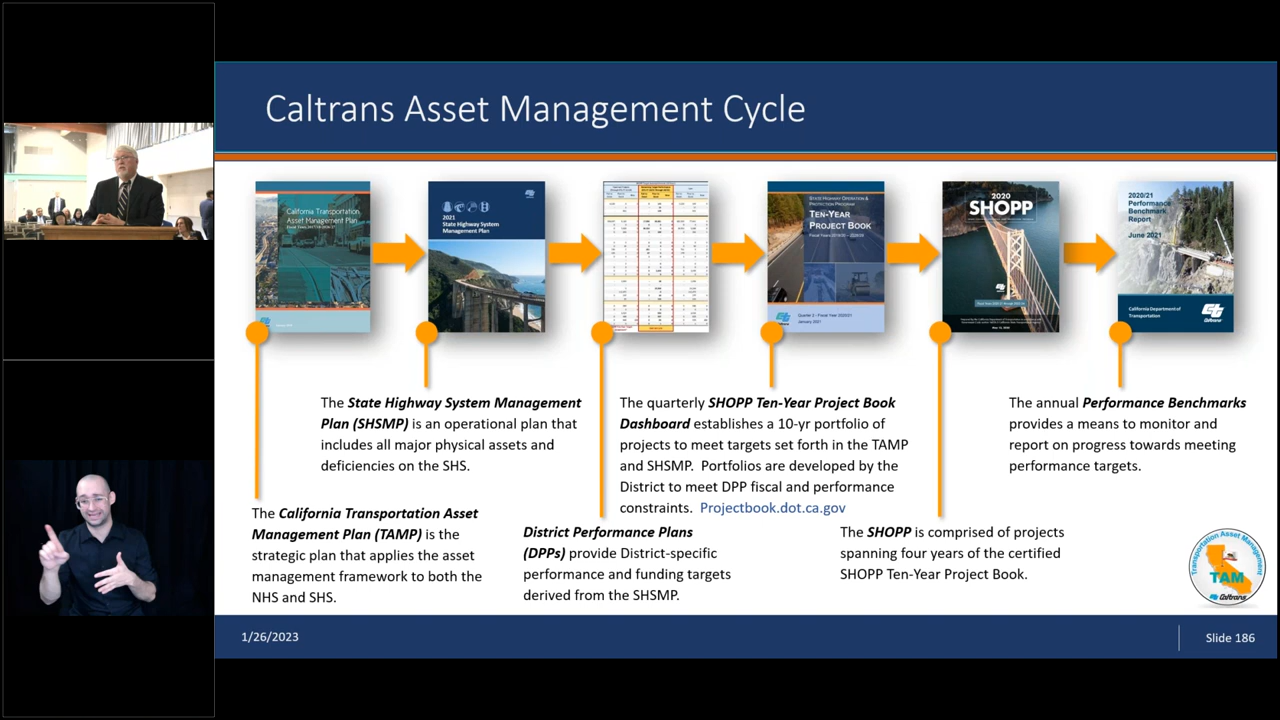 Caltrans Asset Management Cycle
California Transportation
Asset Management Plan
2021
State Highway System
Management Plan
STATE HIGHWAY OPERATION &
PROTECTION PROGRAM
TEN-YEAR
PROJECT BOOK
Quarter 2 - Fiscal Year 2020/21
January 2021
2020
SHOPP
2020/21
Performance
Benchmark
Report
June 2021
California Department of
Transportation
Caltrans
The State Highway System Management
Plan (SHSMP) is an operational plan that
includes all major physical assets and
deficiencies on the SHS.
The quarterly SHOPP Ten-Year Project Book
Dashboard establishes a 10-yr portfolio of
projects to meet targets set forth in the TAMP
and SHSMP. Portfolios are developed by the
District to meet DPP fiscal and performance
constraints. Projectbook.dot.ca.gov
The annual Performance Benchmarks
provides a means to monitor and
report on progress towards meeting
performance targets.
The California Transportation Asset
Management Plan (TAMP) is the
strategic plan that applies the asset
management framework to both the
NHS and SHS.
District Performance Plans
(DPPs) provide District-specific
performance and funding targets
derived from the SHSMP.
The SHOPP is comprised of projects
spanning four years of the certified
SHOPP Ten-Year Project Book.
Transportation Asset Management
TAM
Caltrans
1/26/2023
Slide 186